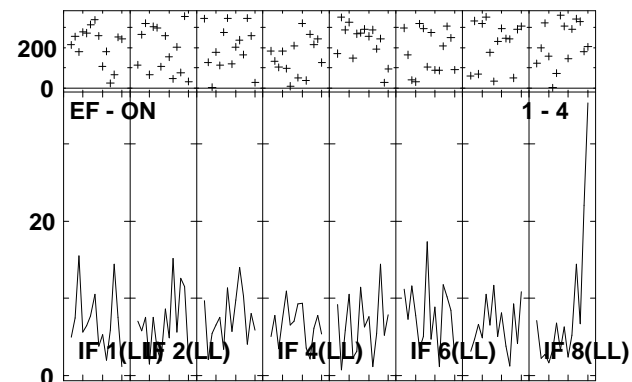 200
0
EF - ON 1 - 4
20
IF 1(LL) IF 2(LL) IF 4(LL) IF 6(LL) IF 8(LL)
0